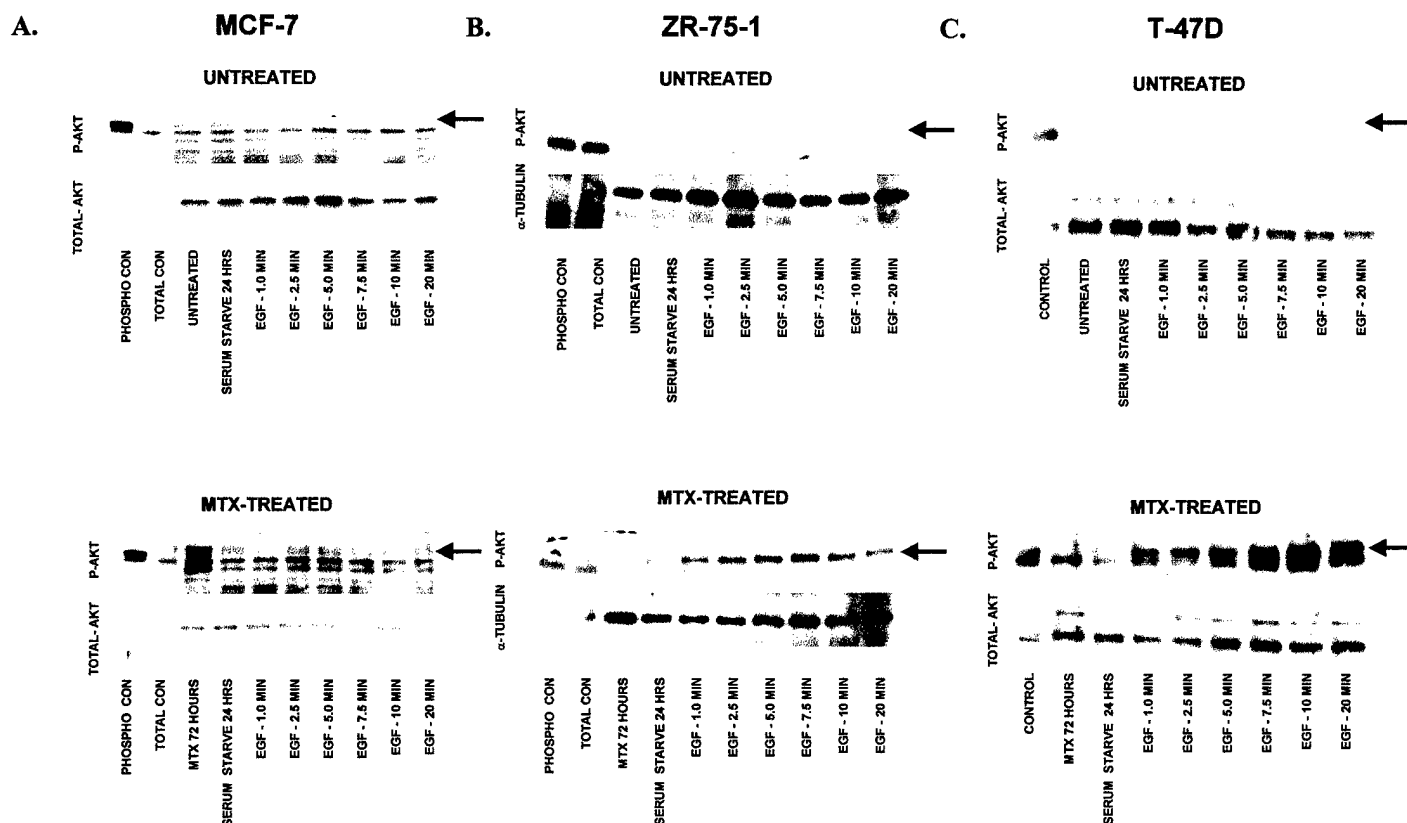 A.
MCF-7
UNTREATED
P-AKT
TOTAL- AKT
PHOSPHO CON
TOTAL CON
UNTREATED
SERUM STARVE 24 HRS
EGF - 1.0 MIN
EGF - 2.5 MIN
EGF - 5.0 MIN
EGF - 7.5 MIN
EGF - 10 MIN
EGF - 20 MIN
B.
ZR-75-1
UNTREATED
P-AKT
α-TUBULIN
PHOSPHO CON
TOTAL CON
UNTREATED
SERUM STARVE 24 HRS
EGF - 1.0 MIN
EGF - 2.5 MIN
EGF - 5.0 MIN
EGF - 7.5 MIN
EGF - 10 MIN
EGF - 20 MIN
C.
T-47D
UNTREATED
P-AKT
TOTAL- AKT
CONTROL
UNTREATED
SERUM STARVE 24 HRS
EGF - 1.0 MIN
EGF - 2.5 MIN
EGF - 5.0 MIN
EGF - 7.5 MIN
EGF - 10 MIN
EGF - 20 MIN
MTX-TREATED
P-AKT
TOTAL- AKT
PHOSPHO CON
TOTAL CON
MTX 72 HOURS
SERUM STARVE 24 HRS
EGF - 1.0 MIN
EGF - 2.5 MIN
EGF - 5.0 MIN
EGF - 7.5 MIN
EGF - 10 MIN
EGF - 20 MIN
MTX-TREATED
P-AKT
α-TUBULIN
PHOSPHO CON
TOTAL CON
MTX 72 HOURS
SERUM STARVE 24 HRS
EGF - 1.0 MIN
EGF - 2.5 MIN
EGF - 5.0 MIN
EGF - 7.5 MIN
EGF - 10 MIN
EGF - 20 MIN
MTX-TREATED
P-AKT
TOTAL- AKT
CONTROL
MTX 72 HOURS
SERUM STARVE 24 HRS
EGF - 1.0 MIN
EGF - 2.5 MIN
EGF - 5.0 MIN
EGF - 7.5 MIN
EGF - 10 MIN
EGF - 20 MIN